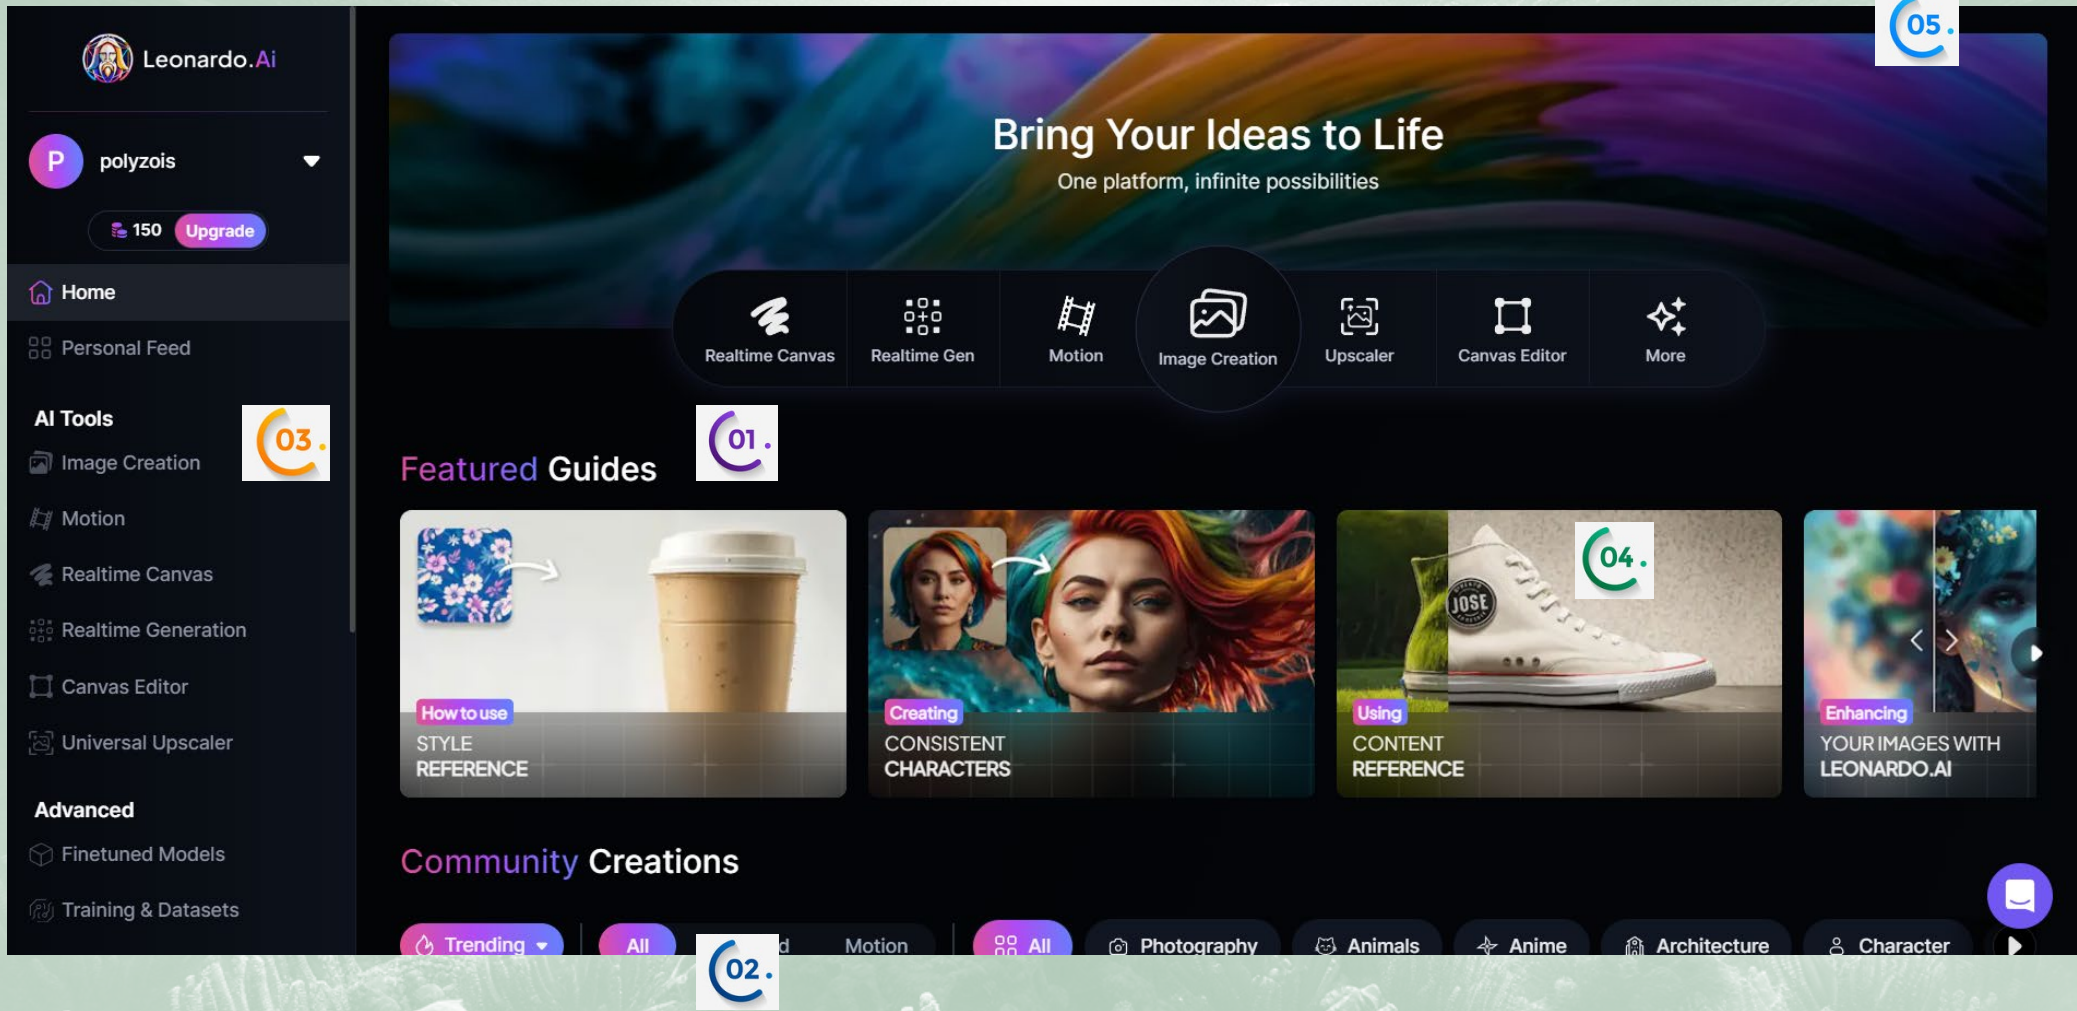 Leonardo.Ai
P
polyzois
150 Upgrade
Home
Personal Feed
AI Tools
Image Creation
Motion
Realtime Canvas
Realtime Generation
Canvas Editor
Universal Upscaler
Advanced
Finetuned Models
Training & Datasets
03.
05.
Bring Your Ideas to Life
One platform, infinite possibilities
Realtime Canvas
Realtime Gen
Motion
Image Creation
Upscaler
Canvas Editor
More
Featured Guides
01.
How to use
STYLE
REFERENCE
Creating
CONSISTENT
CHARACTERS
04.
JOSE
Using
CONTENT
REFERENCE
Enhancing
YOUR IMAGES WITH
LEONARDO.AI
Community Creations
Trending All Motion All Photography Animals Anime Architecture Character
02.